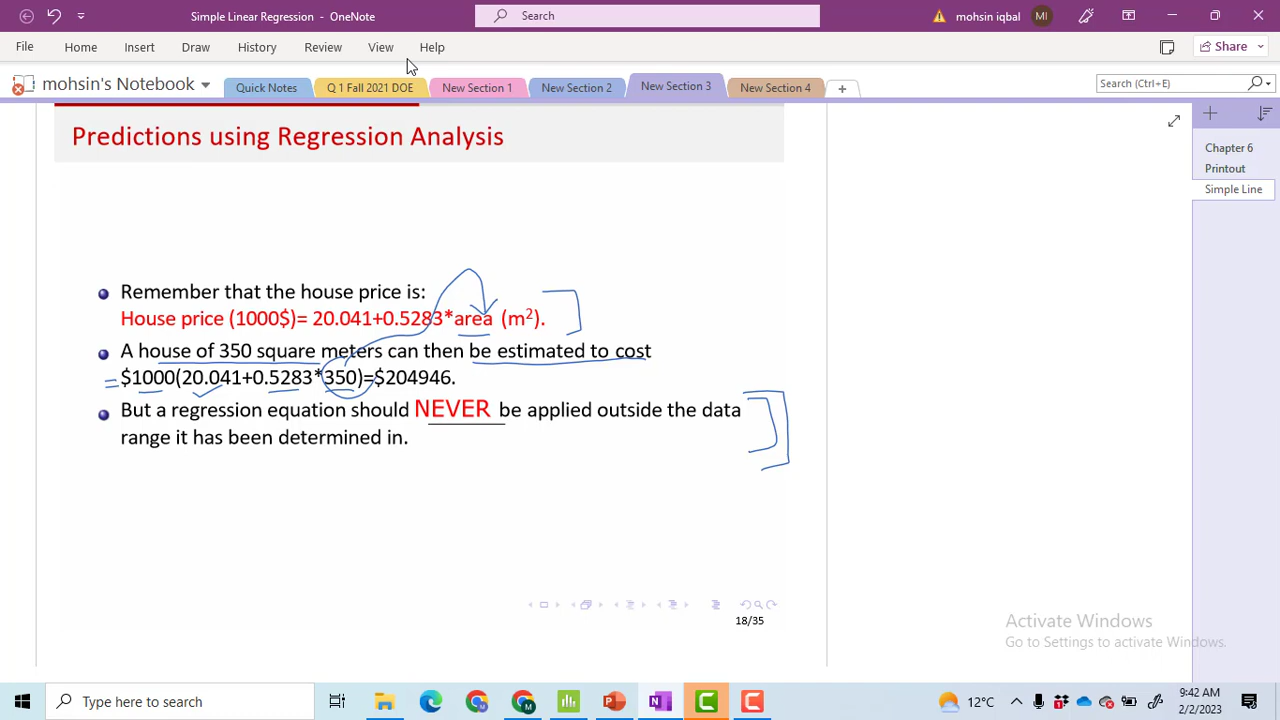 Simple Linear Regression - OneNote
Search
mohsin iqbal
MI
File
Home
Insert
Draw
History
Review
View
Help
Share
mohsin's Notebook
Quick Notes
Q 1 Fall 2021 DOE
New Section 1
New Section 2
New Section 3
New Section 4
Search (Ctrl+E)
Predictions using Regression Analysis
Chapter 6
Printout
Simple Line
Remember that the house price is:
House price (1000$)= 20.041+0.5283*area (m²).
A house of 350 square meters can then be estimated to cost
= $1000(20.041+0.5283*350)=$204946.
But a regression equation should NEVER be applied outside the data
range it has been determined in.
18/35
Activate Windows
Go to Settings to activate Windows.
Type here to search
12°C
9:42 AM
2/2/2023